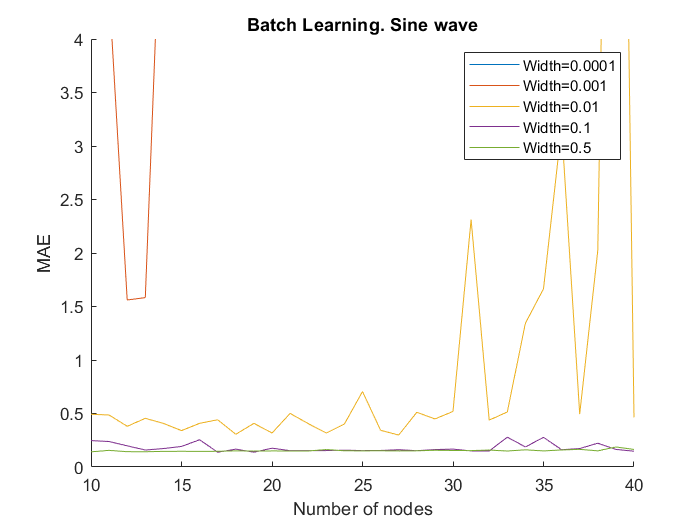 Batch Learning. Sine wave
4
3.5
3
2.5
2
1.5
1
0.5
0
MAE
Width=0.0001
Width=0.001
Width=0.01
Width=0.1
Width=0.5
10 15 20 25 30 35 40
Number of nodes